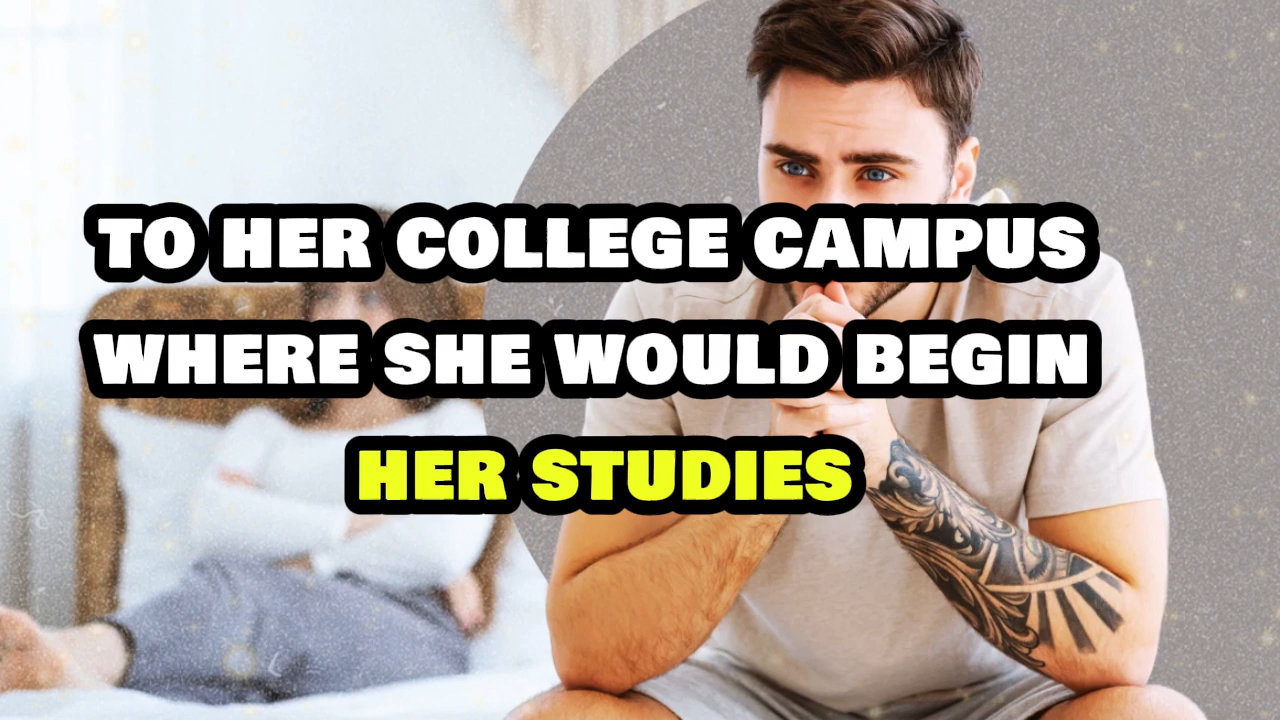 TO HER COLLEGE CAMPUS
WHERE SHE WOULD BEGIN
HER STUDIES